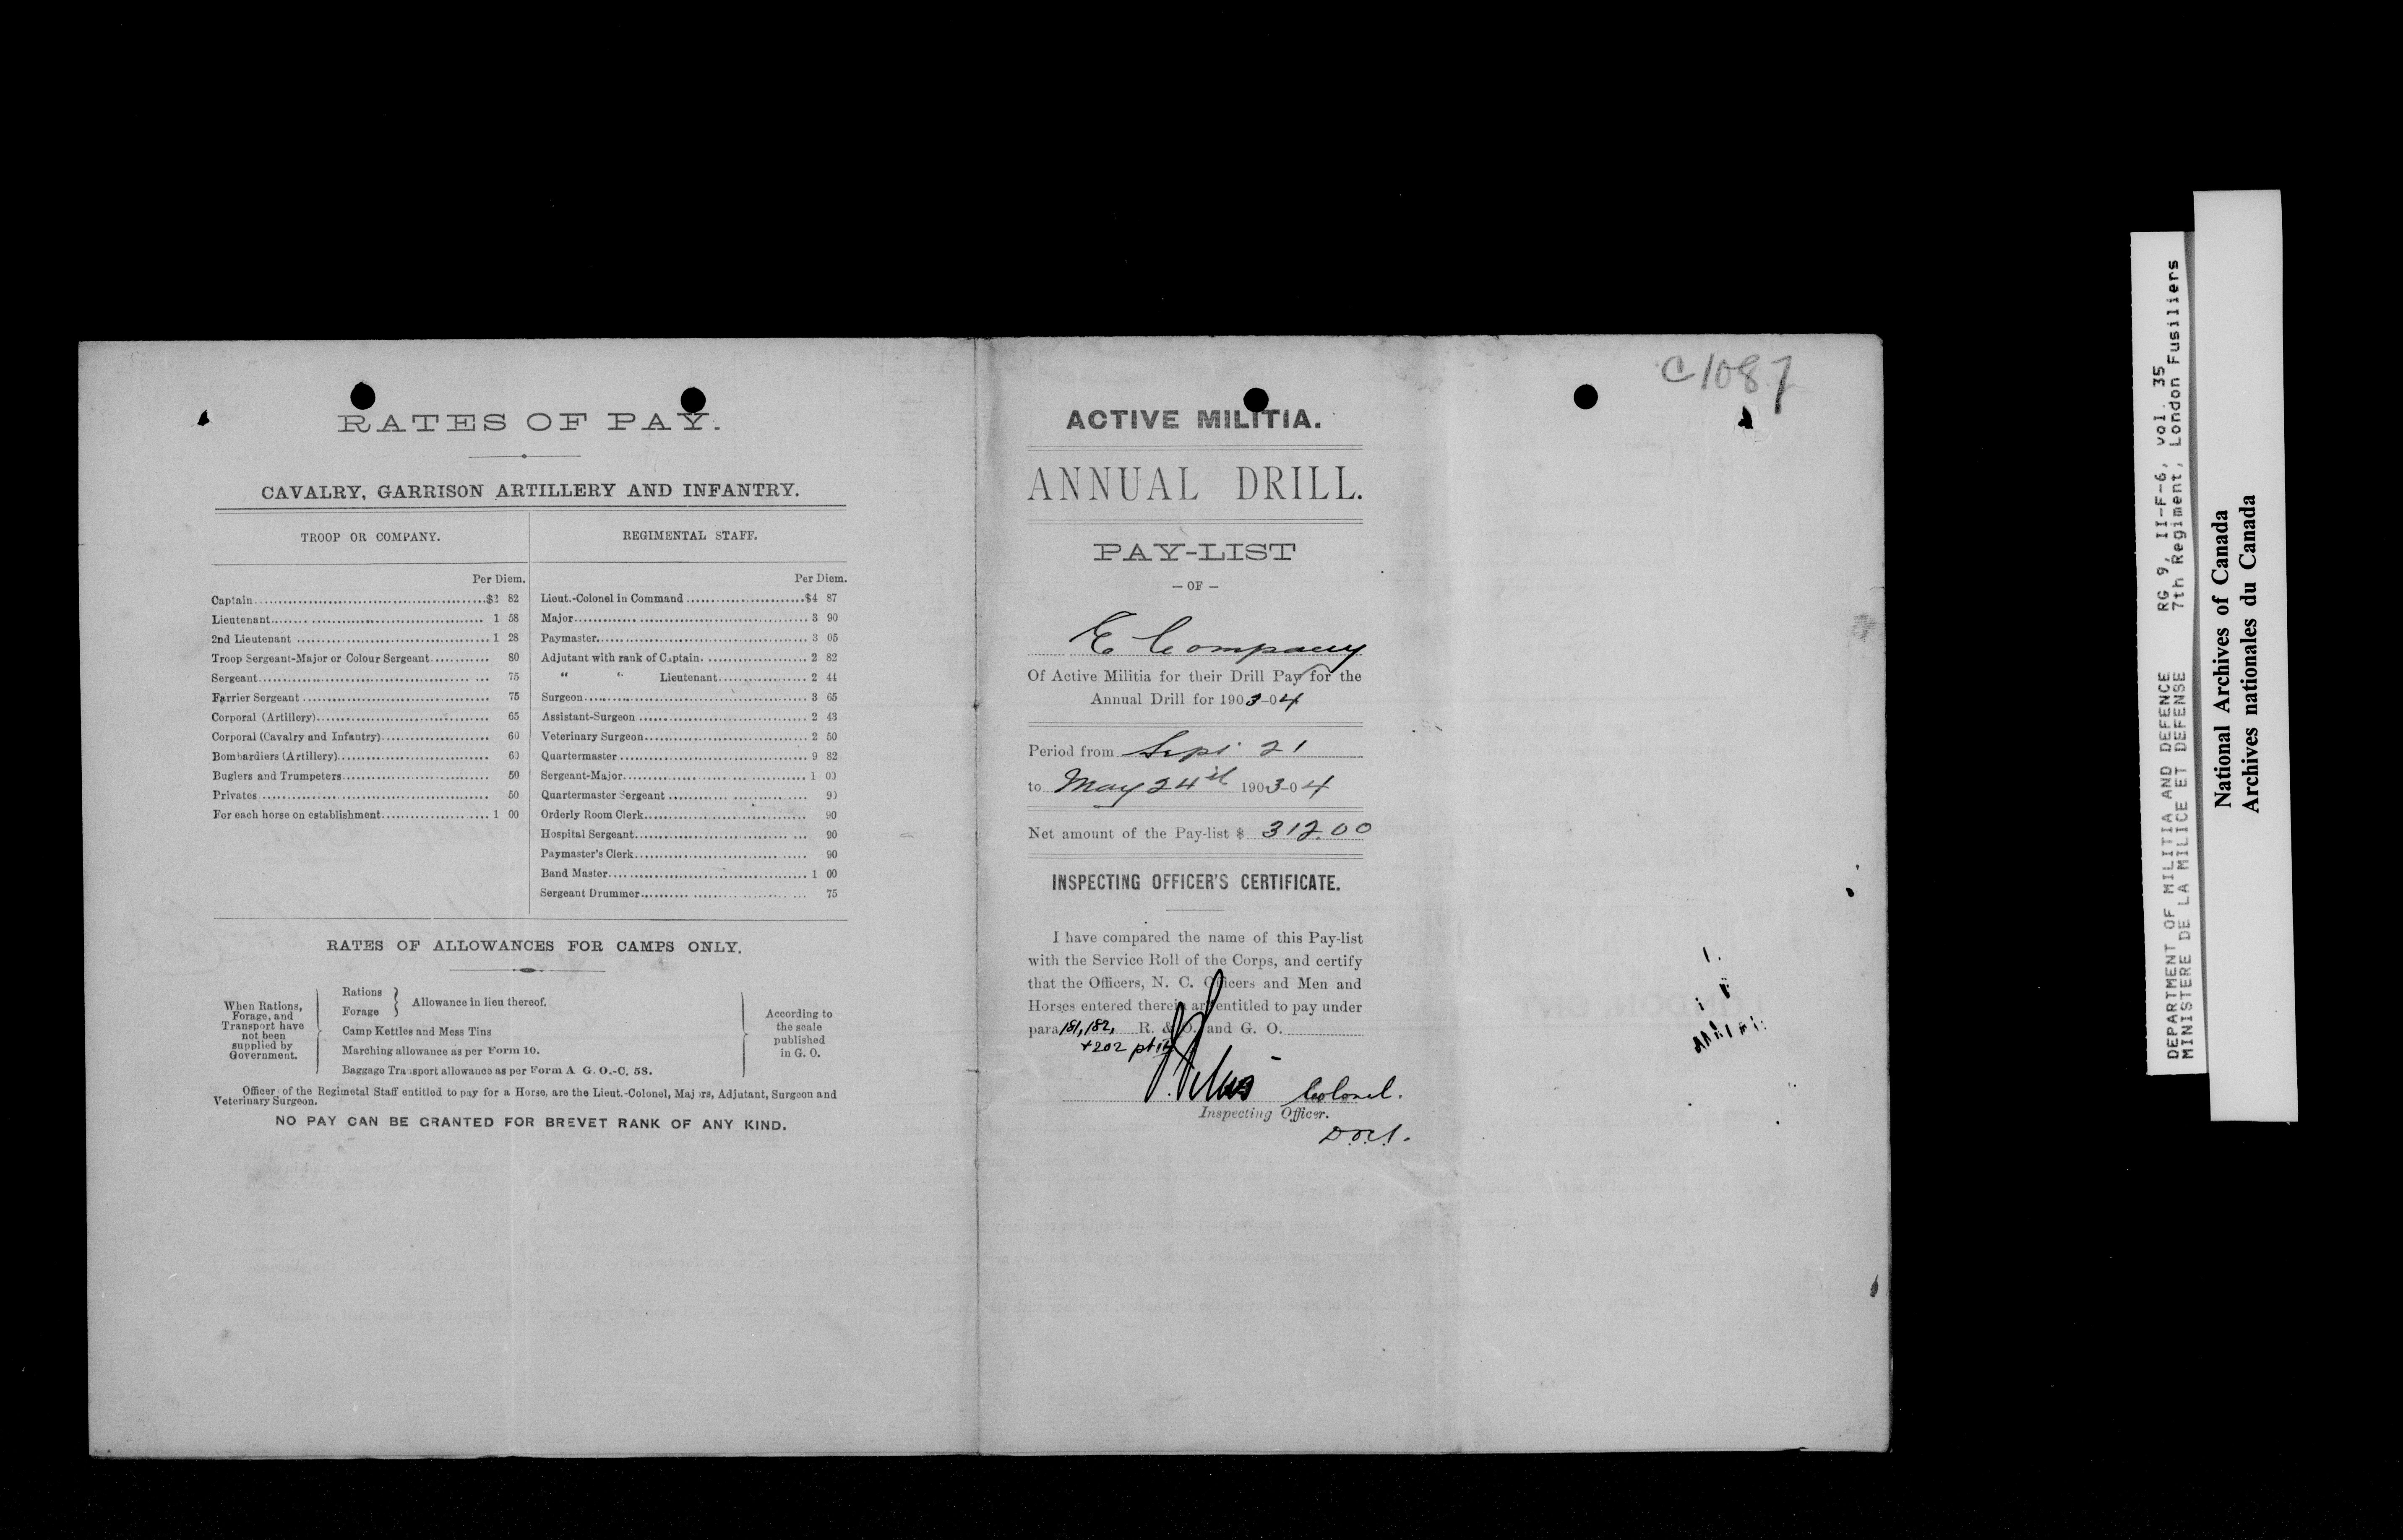 RATES OF PAY.
CAVALRY, GARRISON ARTILLERY AND INFANTRY.
TROOP OR COMPANY.
Per Diem.
Captain $2 82
Lieutenant 1 58
2nd Lieutenant 1 28
Troop Sergeant-Major or Colour Sergeant 80
Sergeant 75
Farrier Sergeant 75
Corporal (Artillery) 65
Corporal (Cavalry and Infantry) 60
Bombardiers (Artillery) 60
Buglers and Trumpeters 50
Privates 50
For each horse on establishment 1 00
REGIMENTAL STAFF.
Per Diem.
Lieut.-Colonel in Command $4 87
Major 3 90
Paymaster 3 05
Adjutant with rank of Captain. 2 82
“ “ Lieutenant 2 44
Surgeon 3 65
Assistant-Surgeon 2 43
Veterinary Surgeon 2 50
Quartermaster 9 82
Sergeant-Major 1 00
Quartermaster Sergeant 90
Orderly Room Clerk 90
Hospital Sergeant 90
Paymaster's Clerk 90
Band Master 1 00
Sergeant Drummer 75
RATES OF ALLOWANCES FOR CAMPS ONLY.
When Rations,
Forage, and
Transport have
not been
supplied by
Government.
Rations
Forage
Allowance in lieu thereof.
Camp Kettles and Mess Tins
Marching allowance as per Form 10.
Baggage Transport allowance as per Form A G. O.-C. 58.
According to
the scale
published
in G. O.
Officer of the Regimetal Staff entitled to pay for a Horse, are the Lieut.-Colonel, Majors, Adjutant, Surgeon and
Veterinary Surgeon.
NO PAY CAN BE GRANTED FOR BREVET RANK OF ANY KIND.
C1087
ACTIVE MILITIA.
ANNUAL DRILL.
PAY-LIST
— OF —
E Company
Of Active Militia for their Drill Pay for the
Annual Drill for 1903-04
Period from Sept 21
to May 24th 1903-04
Net amount of the Pay-list $ 312.00
INSPECTING OFFICER'S CERTIFICATE.
I have compared the name of this Pay-list
with the Service Roll of the Corps, and certify
that the Officers, N. C. Officers and Men and
Horses entered therein are entitled to pay under
para 181, 182, R. & O. and G. O.
+202 pt II
Colonel.
Inspecting Officer.
DEPARTMENT OF MILITIA AND DEFENCE RG 9, II-F-6, vol. 35
MINISTERE DE LA MILICE ET DEFENSE 7th Regiment, London Fusiliers
National Archives of Canada
Archives nationales du Canada